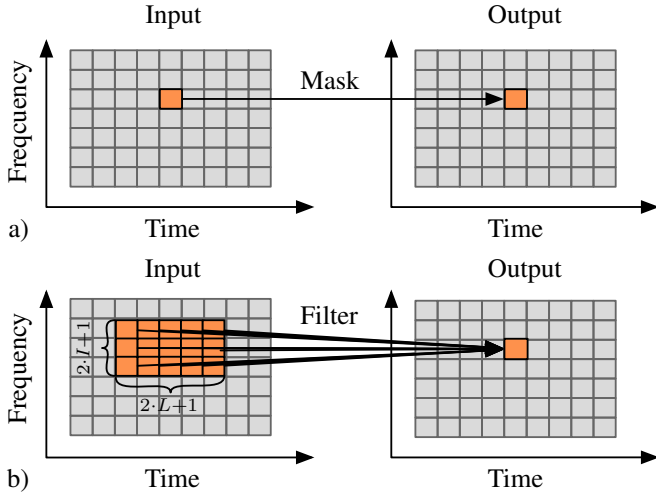 Input
Output
Mask
Freqcuency
Time
Time
a)
Input
Output
Filter
Frequency
2·I+1
2·L+1
Time
Time
b)